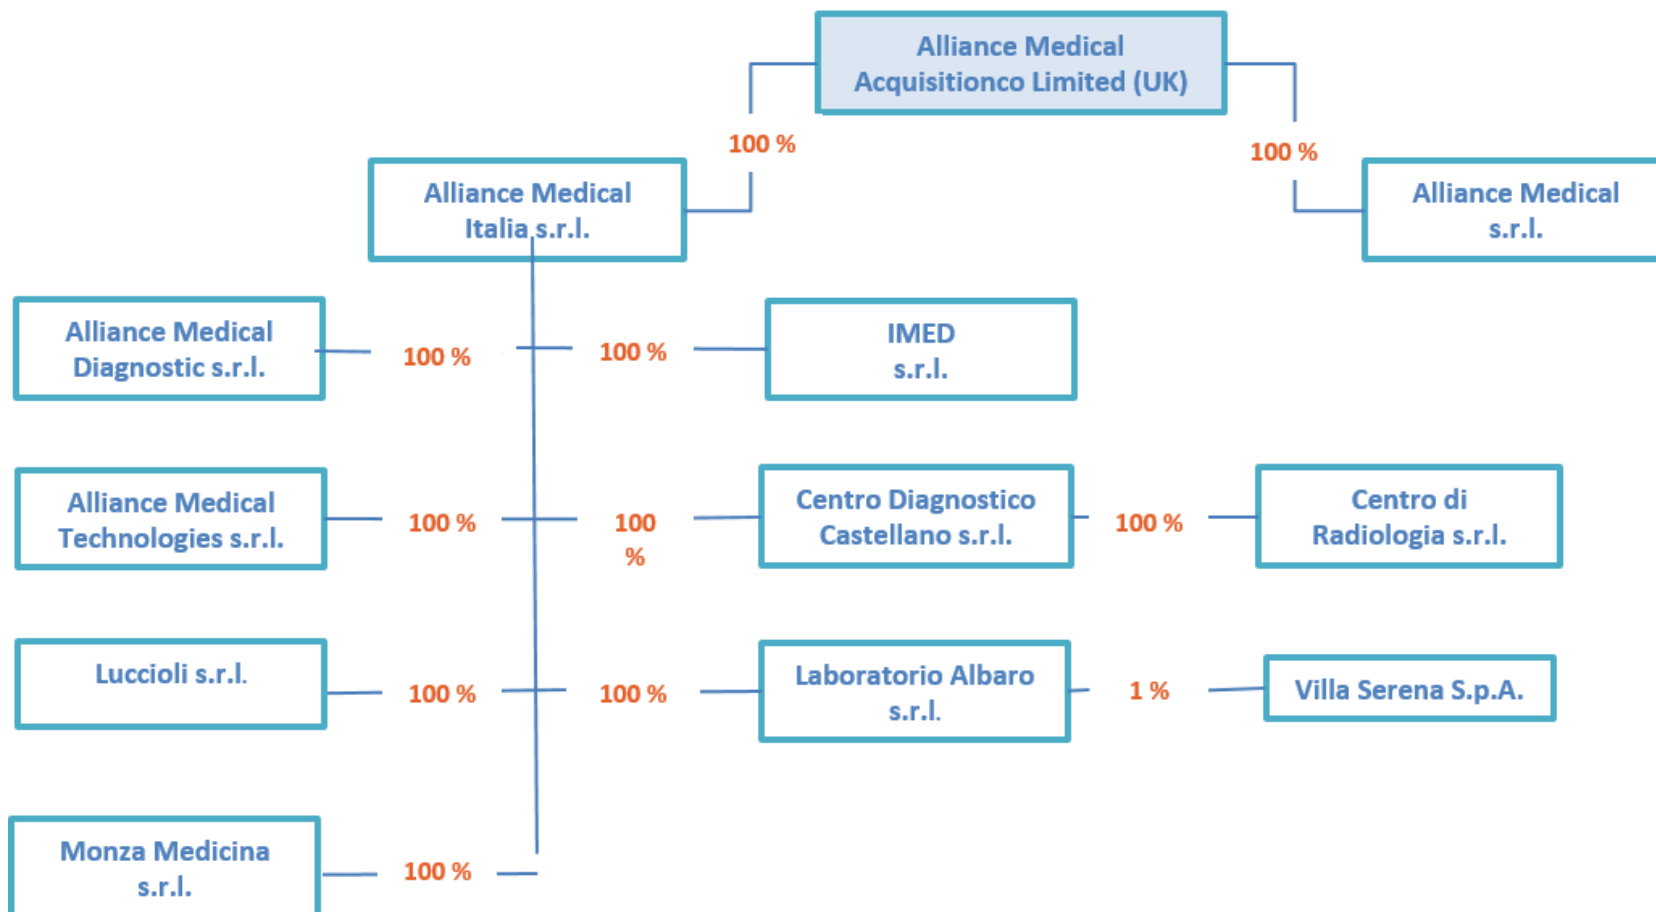 Alliance Medical
Acquisitionco Limited (UK)
100 %
100 %
Alliance Medical
Italia s.r.l.
Alliance Medical
s.r.l.
Alliance Medical
Diagnostic s.r.l.
100 %
100 %
IMED
s.r.l.
Alliance Medical
Technologies s.r.l.
100 %
100
%
Centro Diagnostico
Castellano s.r.l.
100 %
Centro di
Radiologia s.r.l.
Luccioli s.r.l.
100 %
100 %
Laboratorio Albaro
s.r.l.
1 %
Villa Serena S.p.A.
Monza Medicina
s.r.l.
100 %